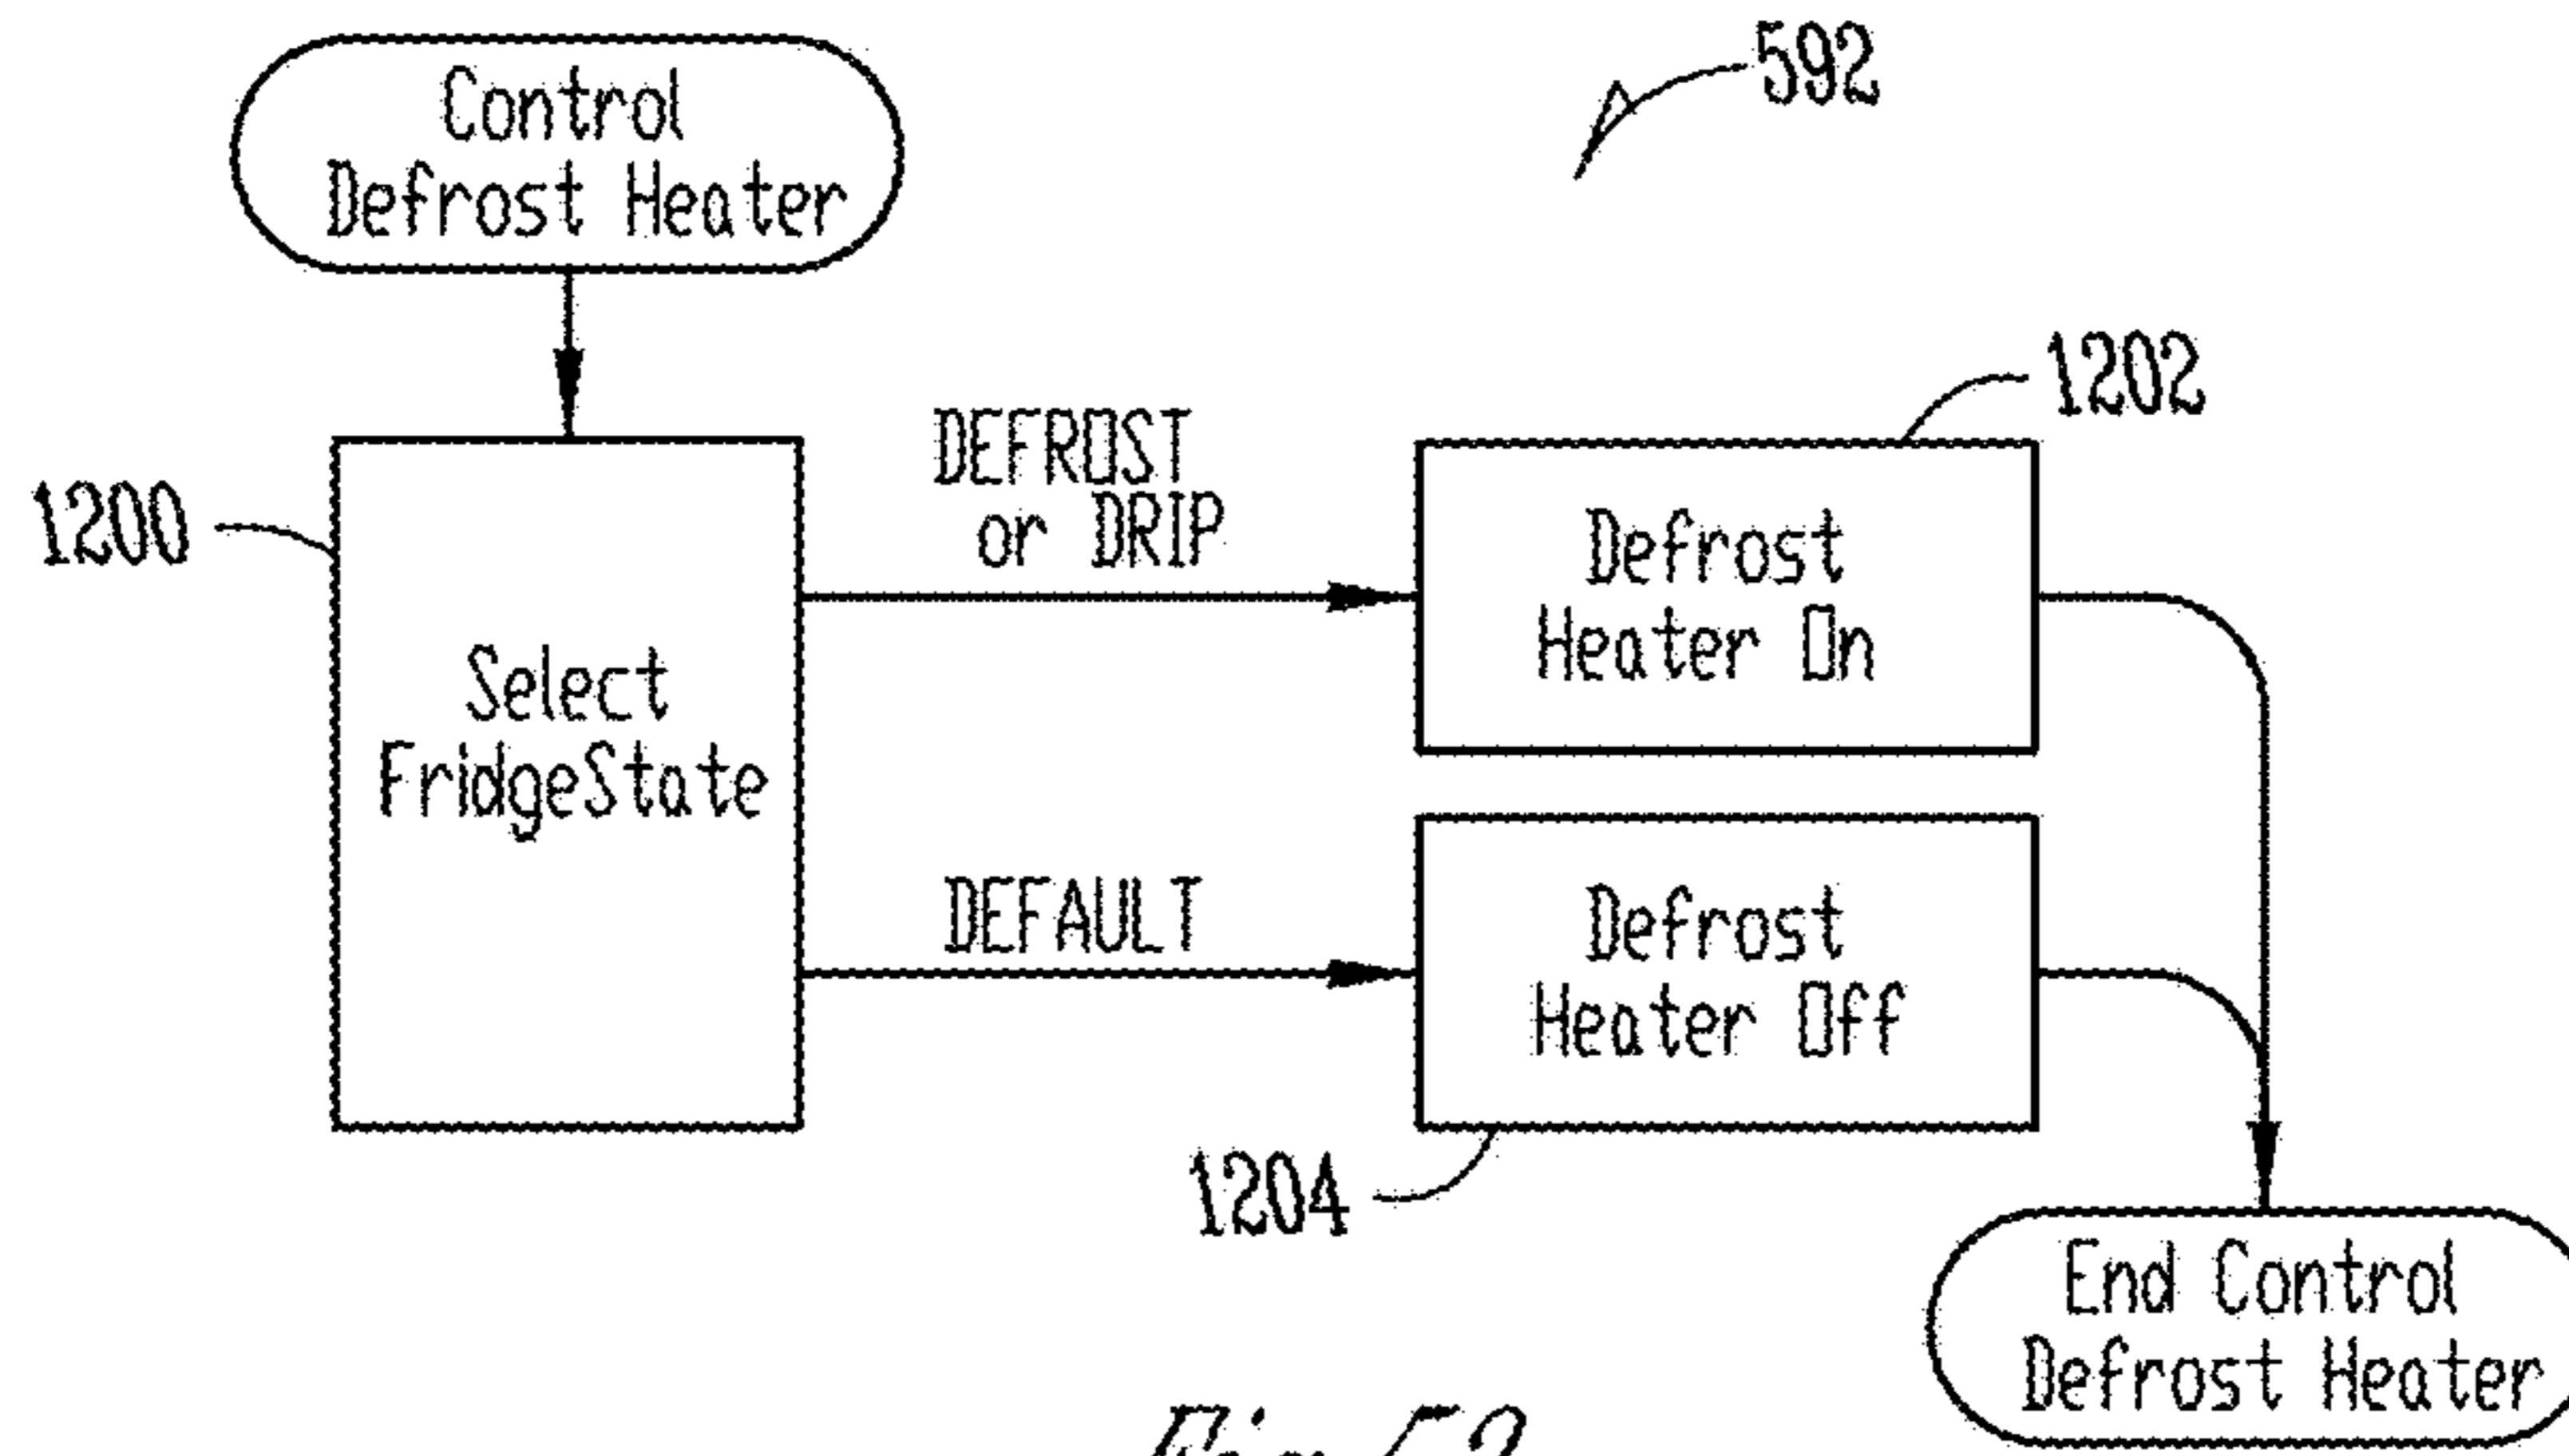 Control
Defrost Heater
592
1200
Select
FridgeState
DEFROST
or DRIP
1202
Defrost
Heater On
DEFAULT
Defrost
Heater Off
1204
End Control
Defrost Heater